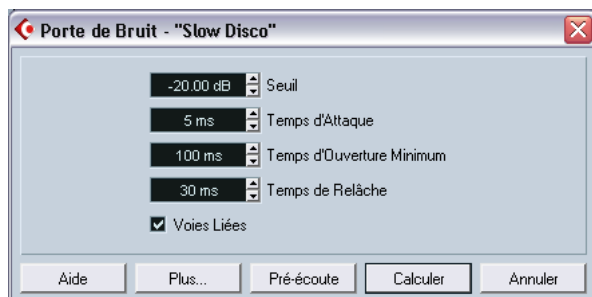 Porte de Bruit - "Slow Disco"
-20.00 dB Seuil
5 ms Temps d'Attaque
100 ms Temps d'Ouverture Minimum
30 ms Temps de Relâche
Voies Liées
Aide Plus... Pré-écoute Calculer Annuler